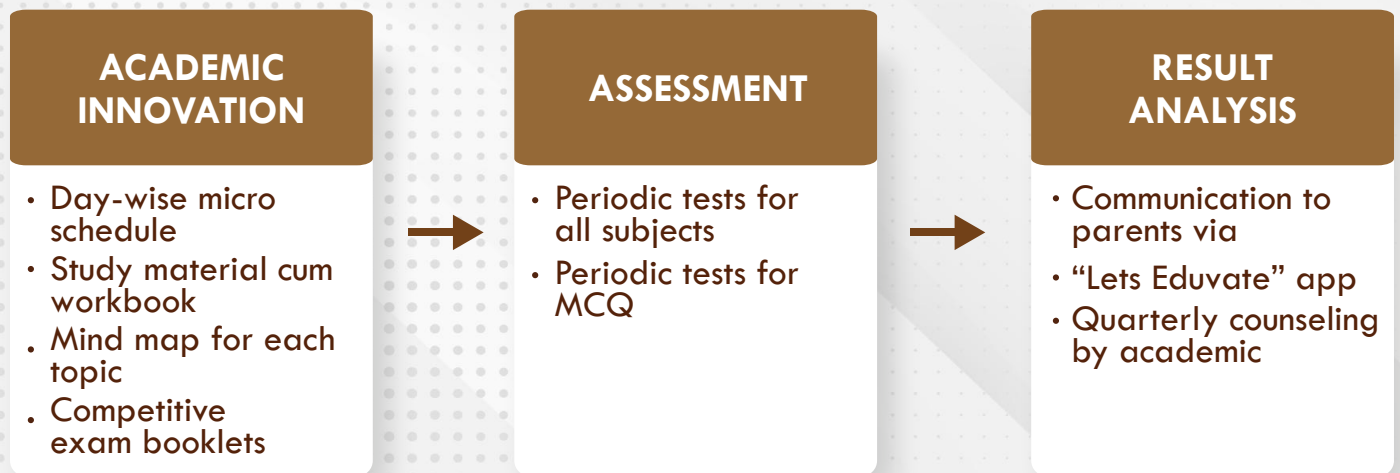 ACADEMIC
INNOVATION
• Day-wise micro
schedule
• Study material cum
workbook
• Mind map for each
topic
• Competitive
exam booklets
ASSESSMENT
• Periodic tests for
all subjects
• Periodic tests for
MCQ
RESULT
ANALYSIS
• Communication to
parents via
• “Lets Eduvate” app
• Quarterly counseling
by academic